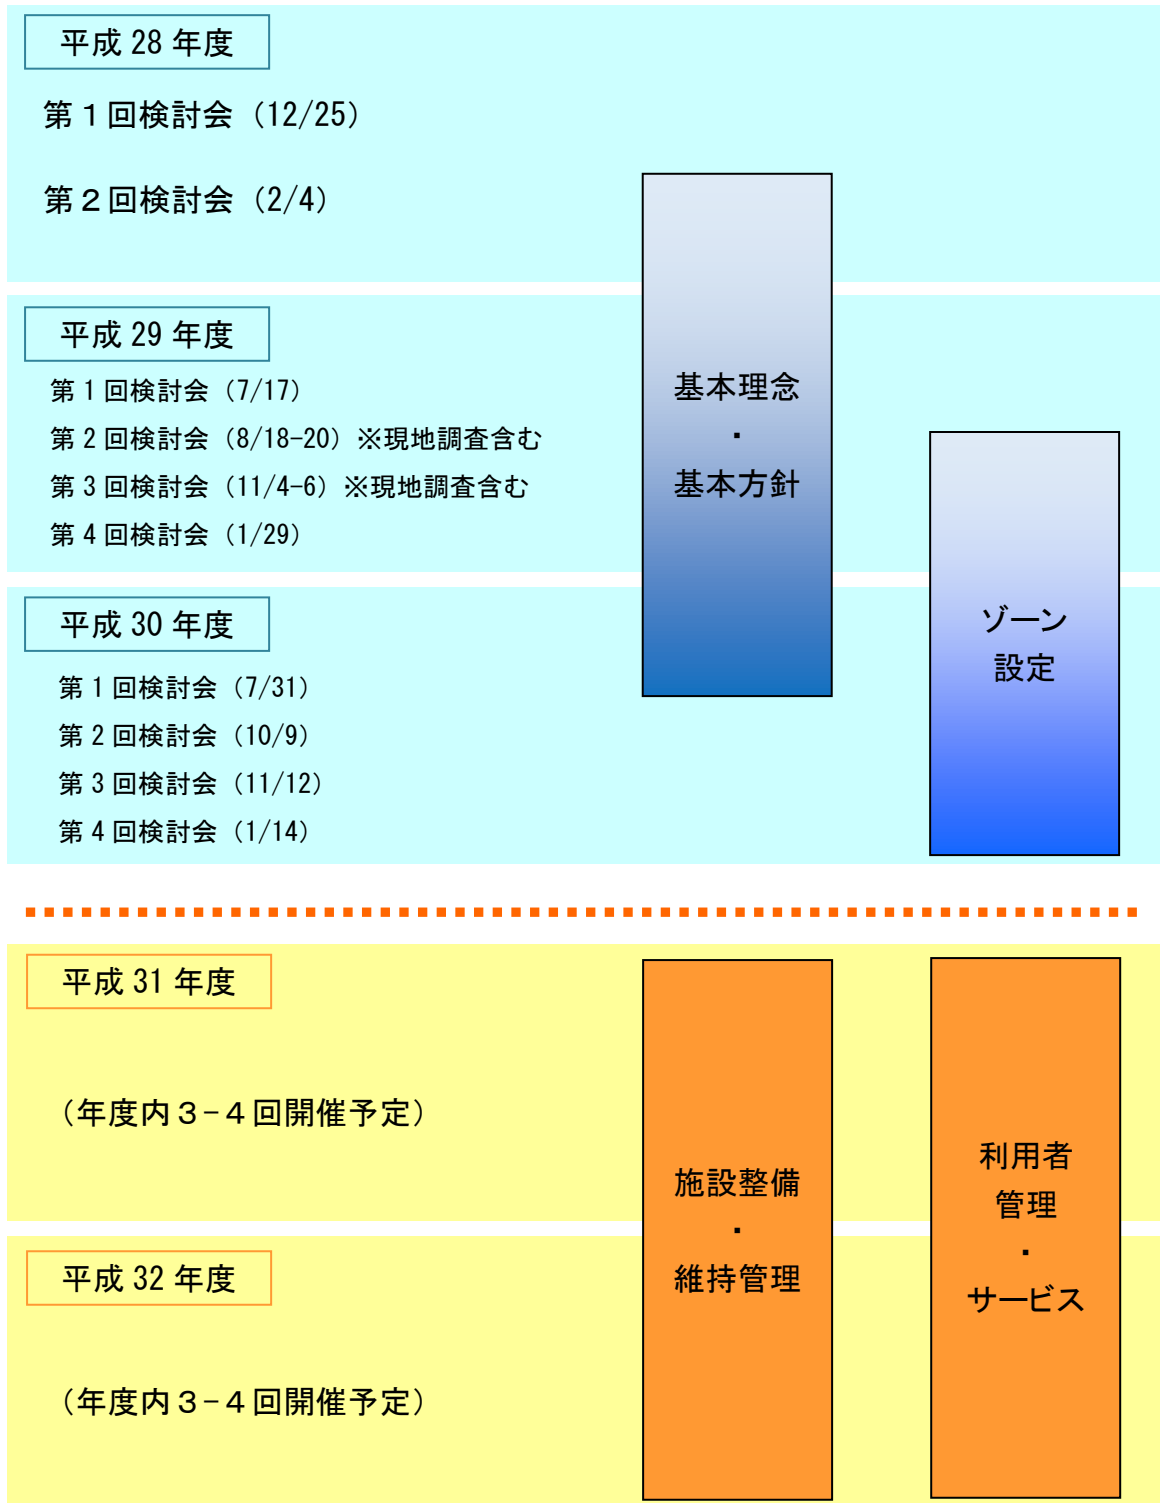 平成 28 年度
第１回検討会（12/25）
第２回検討会（2/4）
平成 29 年度
第 1 回検討会（7/17）
第 2 回検討会（8/18-20）※現地調査含む
第 3 回検討会（11/4-6）※現地調査含む
第 4 回検討会（1/29）
基本理念
・
基本方針
平成 30 年度
第 1 回検討会（7/31）
第 2 回検討会（10/9）
第 3 回検討会（11/12）
第 4 回検討会（1/14）
ゾーン
設定
平成 31 年度
（年度内３−４回開催予定）
平成 32 年度
（年度内３−４回開催予定）
施設整備
・
維持管理
利用者
管理
・
サービス